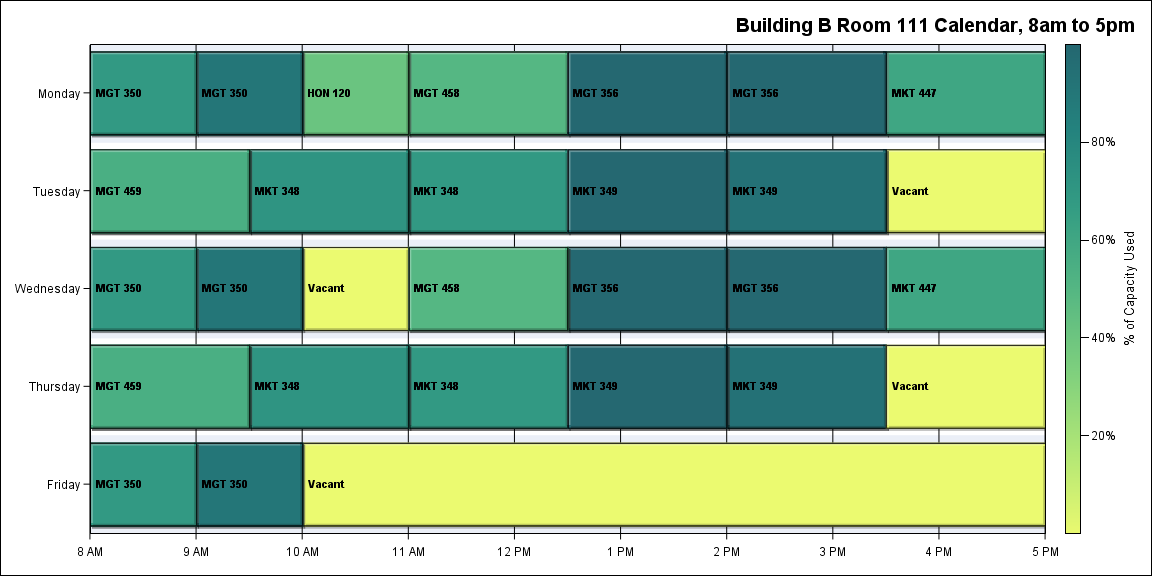 Building B Room 111 Calendar, 8am to 5pm
Monday
MGT 350
MGT 350
HON 120
MGT 458
MGT 356
MGT 356
MKT 447
Tuesday
MGT 459
MKT 348
MKT 348
MKT 349
MKT 349
Vacant
Wednesday
MGT 350
MGT 350
Vacant
MGT 458
MGT 356
MGT 356
MKT 447
Thursday
MGT 459
MKT 348
MKT 348
MKT 349
MKT 349
Vacant
Friday
MGT 350
MGT 350
Vacant
8 AM
9 AM
10 AM
11 AM
12 PM
1 PM
2 PM
3 PM
4 PM
5 PM
80%
60%
40%
20%
% of Capacity Used